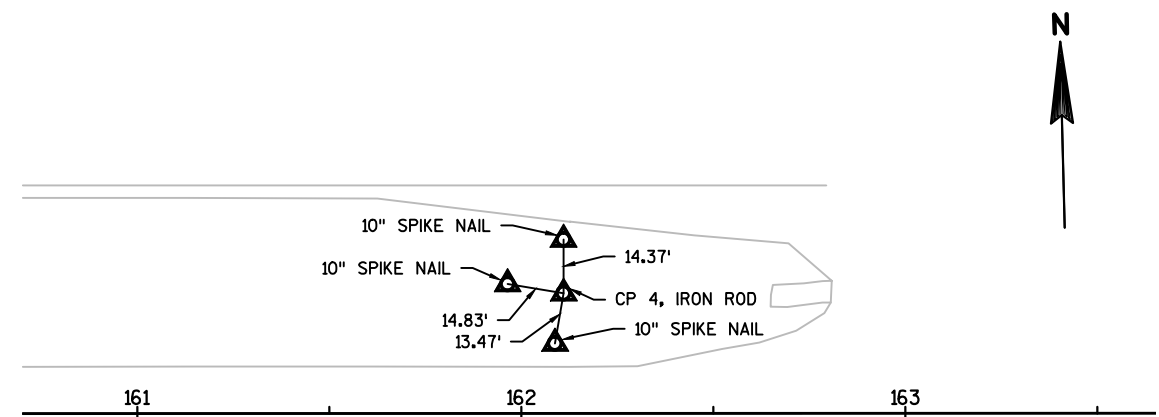 N
10" SPIKE NAIL
14.37'
10" SPIKE NAIL
CP 4, IRON ROD
14.83'
10" SPIKE NAIL
13.47'
161 162 163